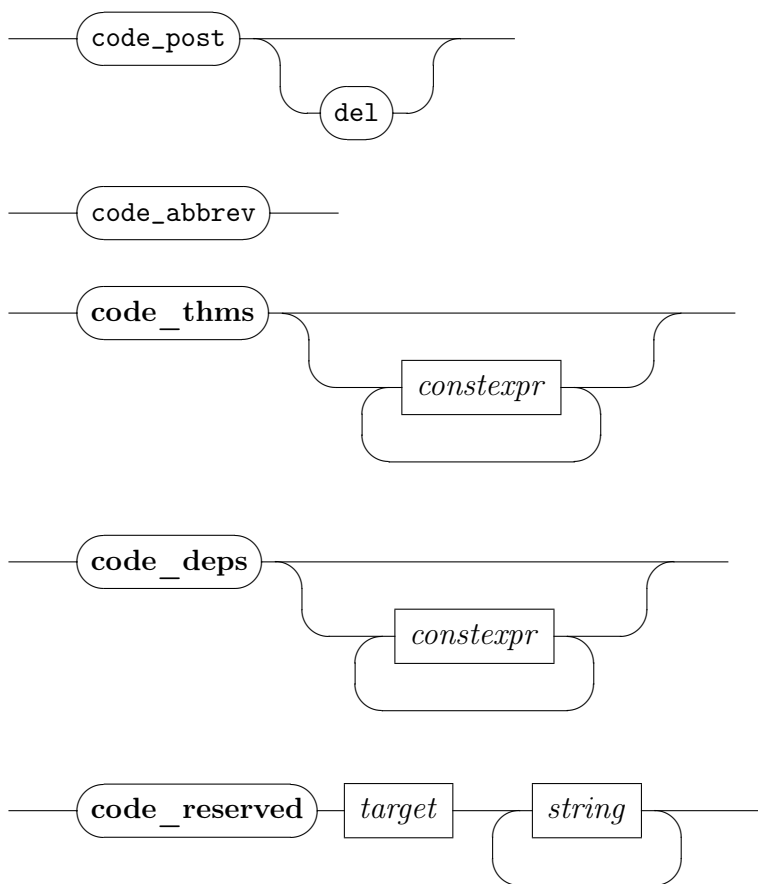 code_post
del
code_abbrev
code_thms
constexpr
code_deps
constexpr
code_reserved target string